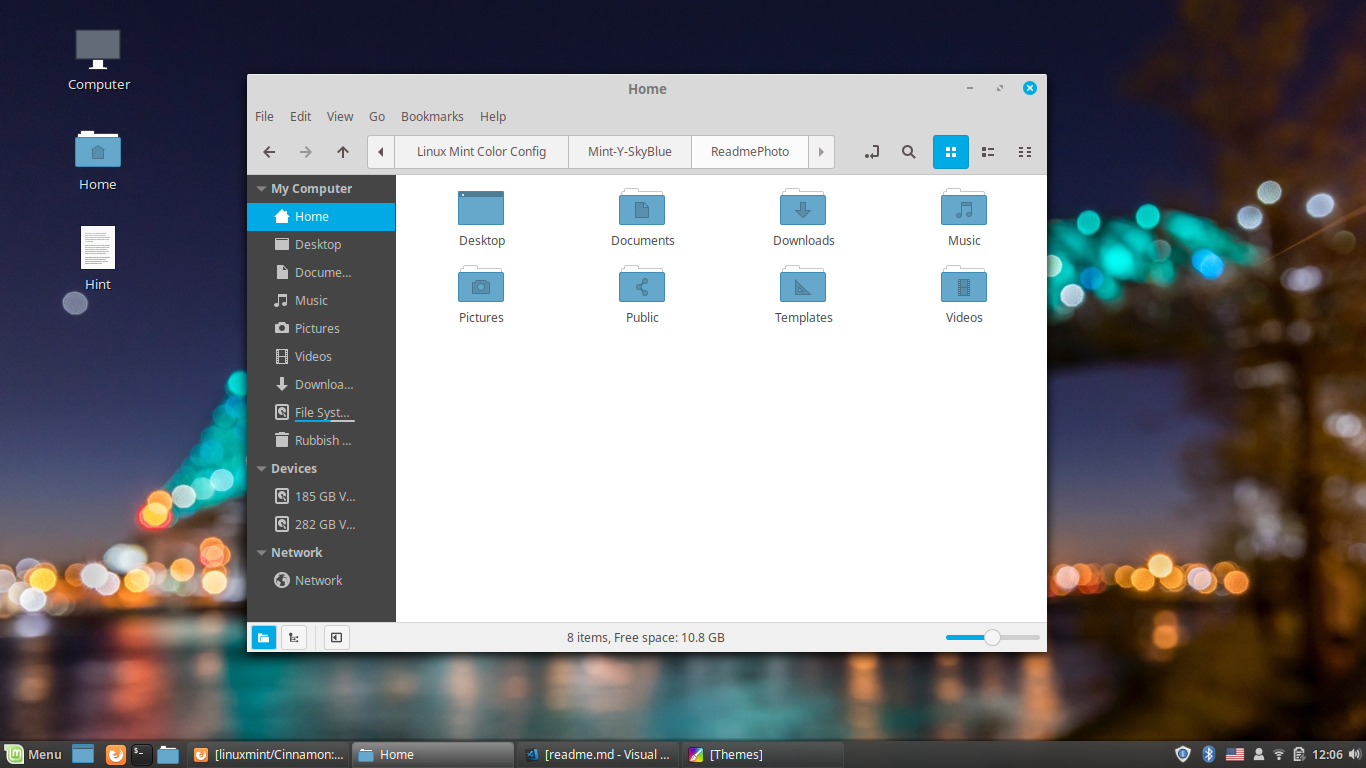 Computer
Home
Hint
Home
File Edit View Go Bookmarks Help
Linux Mint Color Config Mint-Y-SkyBlue ReadmePhoto
My Computer
Home
Desktop
Docume...
Music
Pictures
Videos
Downloa...
File Syst...
Rubbish ...
Devices
185 GB V...
282 GB V...
Network
Network
Desktop Documents Downloads Music
Pictures Public Templates Videos
8 items, Free space: 10.8 GB
Menu [linuxmint/Cinnamon:... Home [readme.md - Visual ... [Themes] 12:06